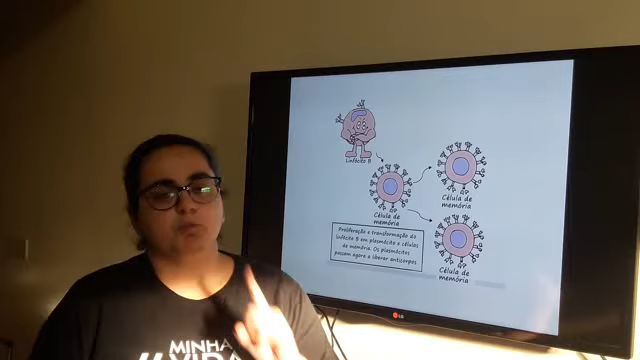 Linfócito B
Célula de
memória
Célula de
memória
Célula de
memória
Proliferação e transformação do
linfócito B em plasmócito e células
de memória. Os plasmócitos
passam agora a liberar anticorpos
LG
MINHA
VIDA